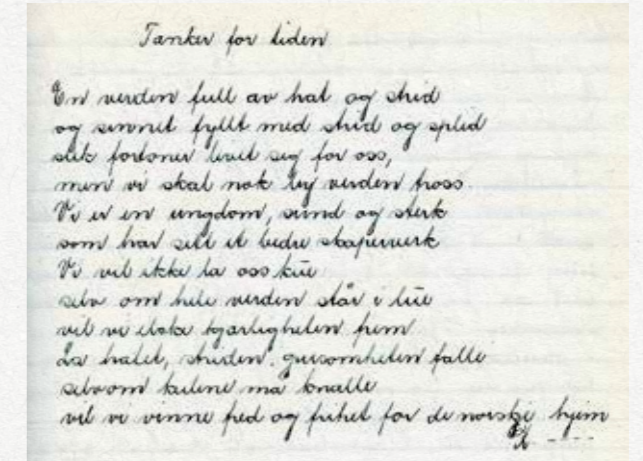 Tanker for tiden
En verden full av hat og strid
og sinnet fyllt med strid og splid
slik fortoner livet seg for oss,
men vi skal nok by verden tross.
Vi er en ungdom, sund og sterk
som har sett et bedre skaperverk
Vi vil ikke la oss kue
selv om hele verden står i lue
vil vi elske kjærligheten frem
La hatet, striden, grusomheten falle
selv om kulene må knalle
vil vi vinne fred og frihet for de norske hjem